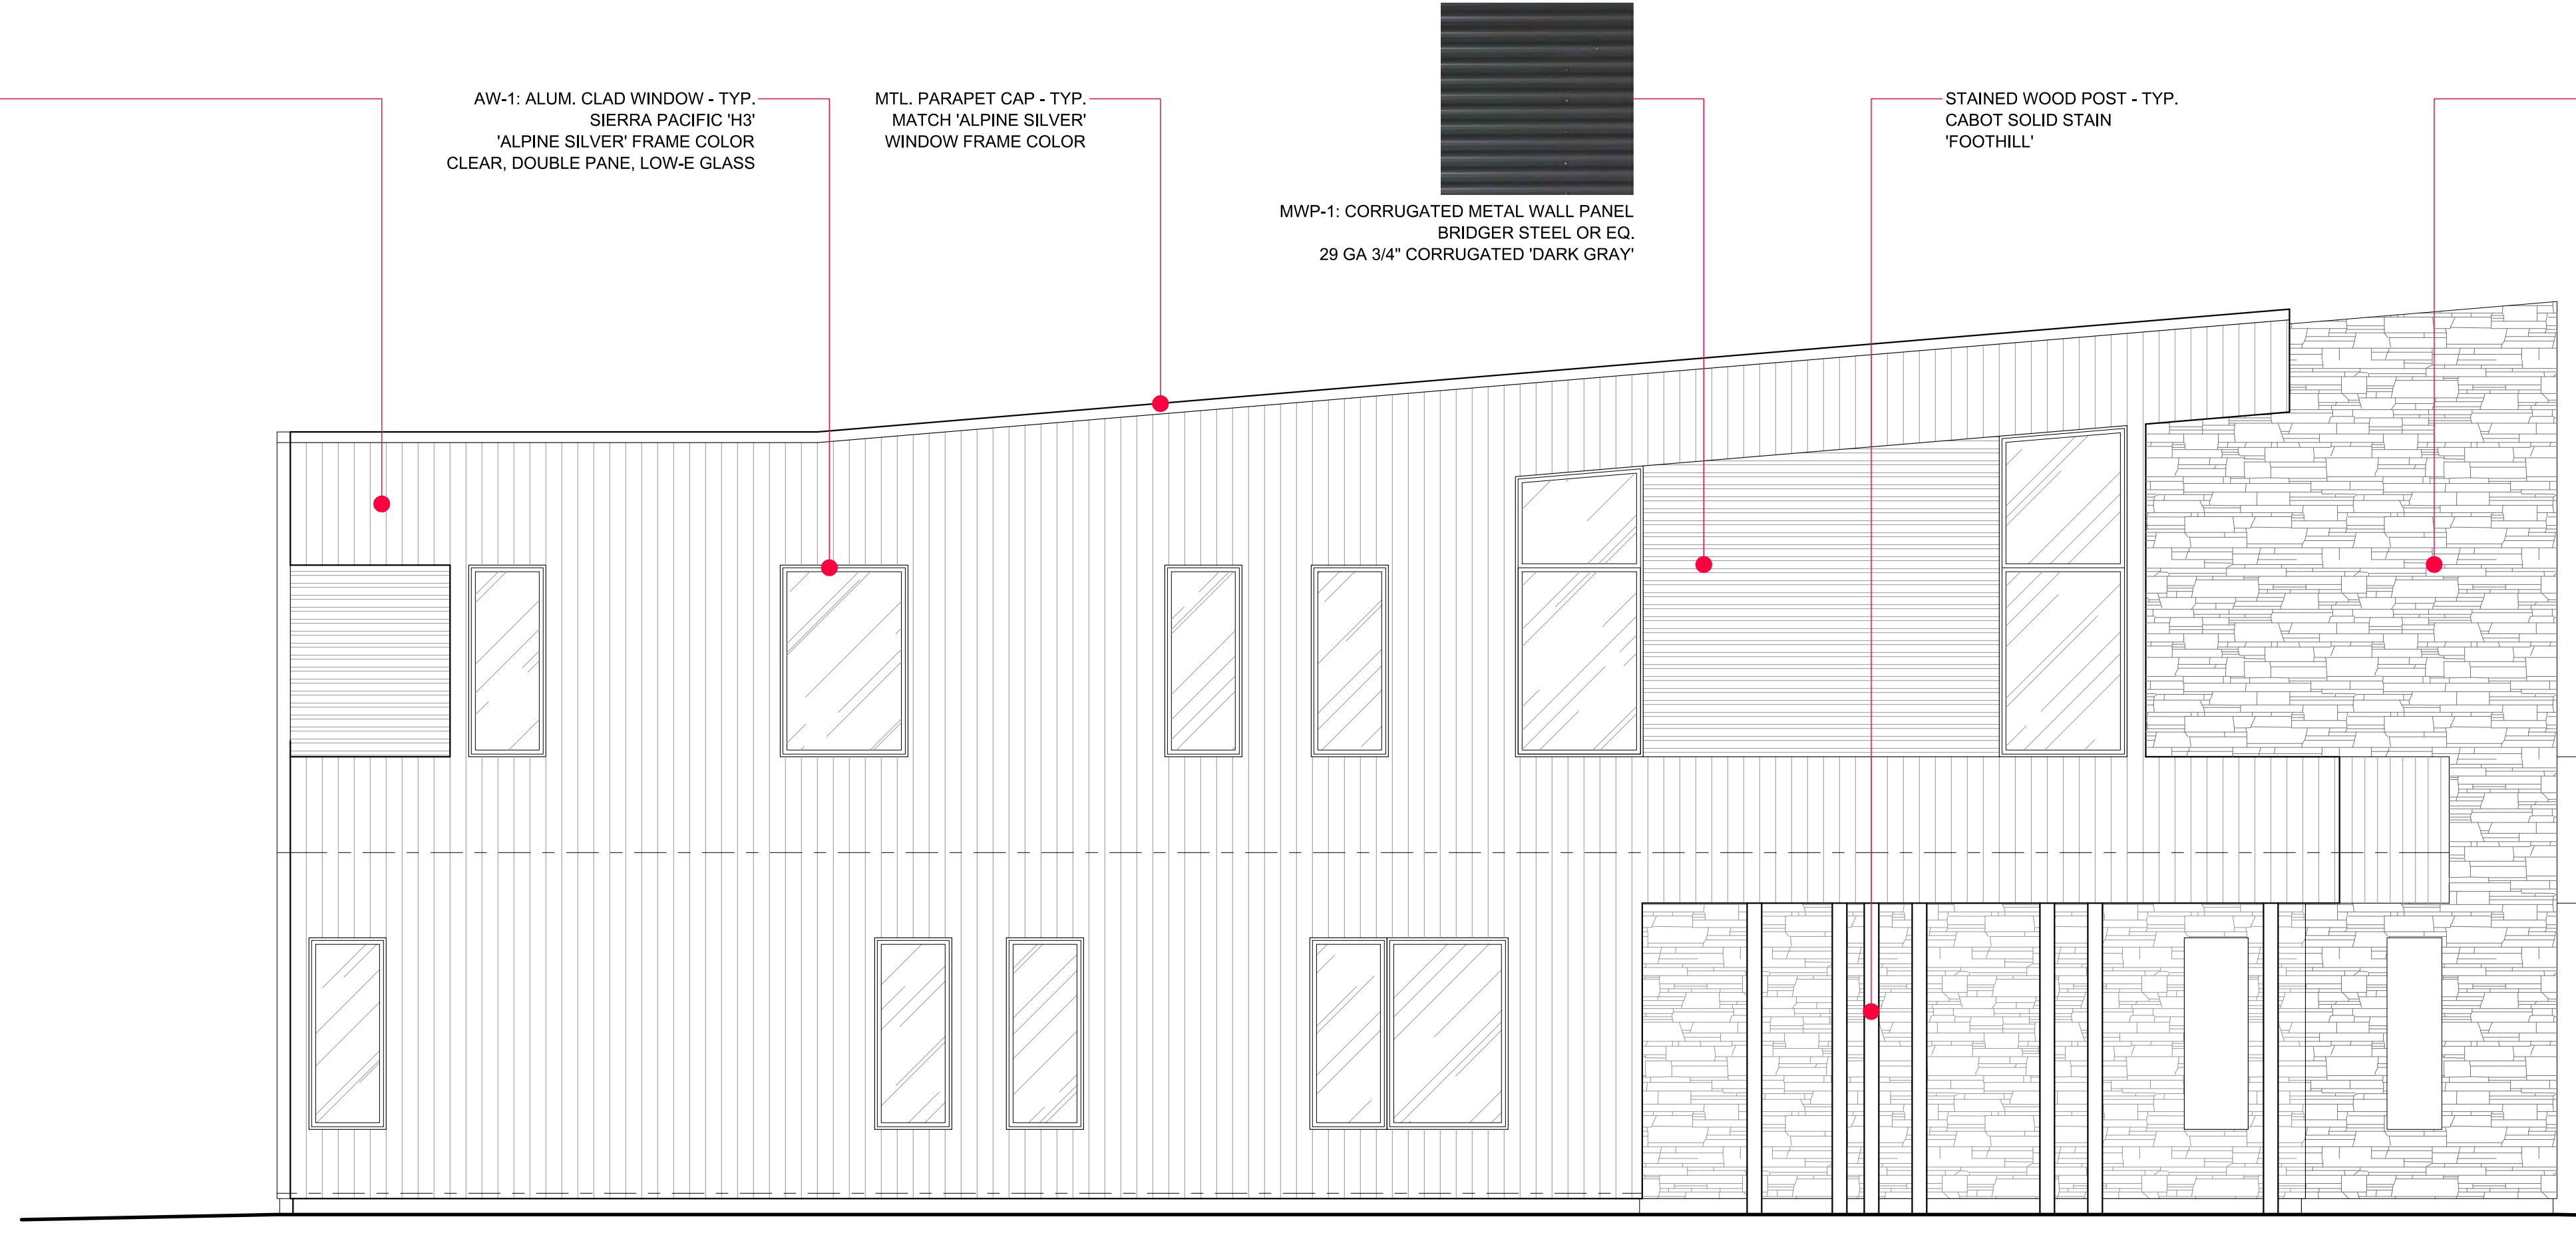 AW-1: ALUM. CLAD WINDOW - TYP.
SIERRA PACIFIC 'H3'
'ALPINE SILVER' FRAME COLOR
CLEAR, DOUBLE PANE, LOW-E GLASS
MTL. PARAPET CAP - TYP.
MATCH 'ALPINE SILVER'
WINDOW FRAME COLOR
MWP-1: CORRUGATED METAL WALL PANEL
BRIDGER STEEL OR EQ.
29 GA 3/4" CORRUGATED 'DARK GRAY'
STAINED WOOD POST - TYP.
CABOT SOLID STAIN
'FOOTHILL'